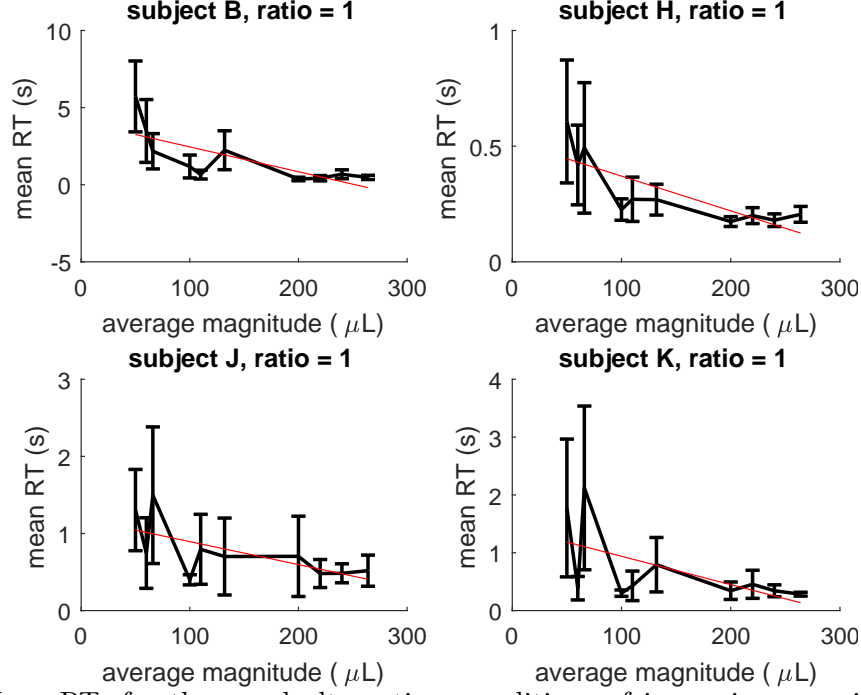 subject B, ratio = 1
mean RT (s)
10
5
0
-5
0 100 200 300
average magnitude ( μL)
subject H, ratio = 1
mean RT (s)
1
0.5
0
0 100 200 300
average magnitude ( μL)
subject J, ratio = 1
mean RT (s)
3
2
1
0
0 100 200 300
average magnitude ( μL)
subject K, ratio = 1
mean RT (s)
4
3
2
1
0
0 100 200 300
average magnitude ( μL)